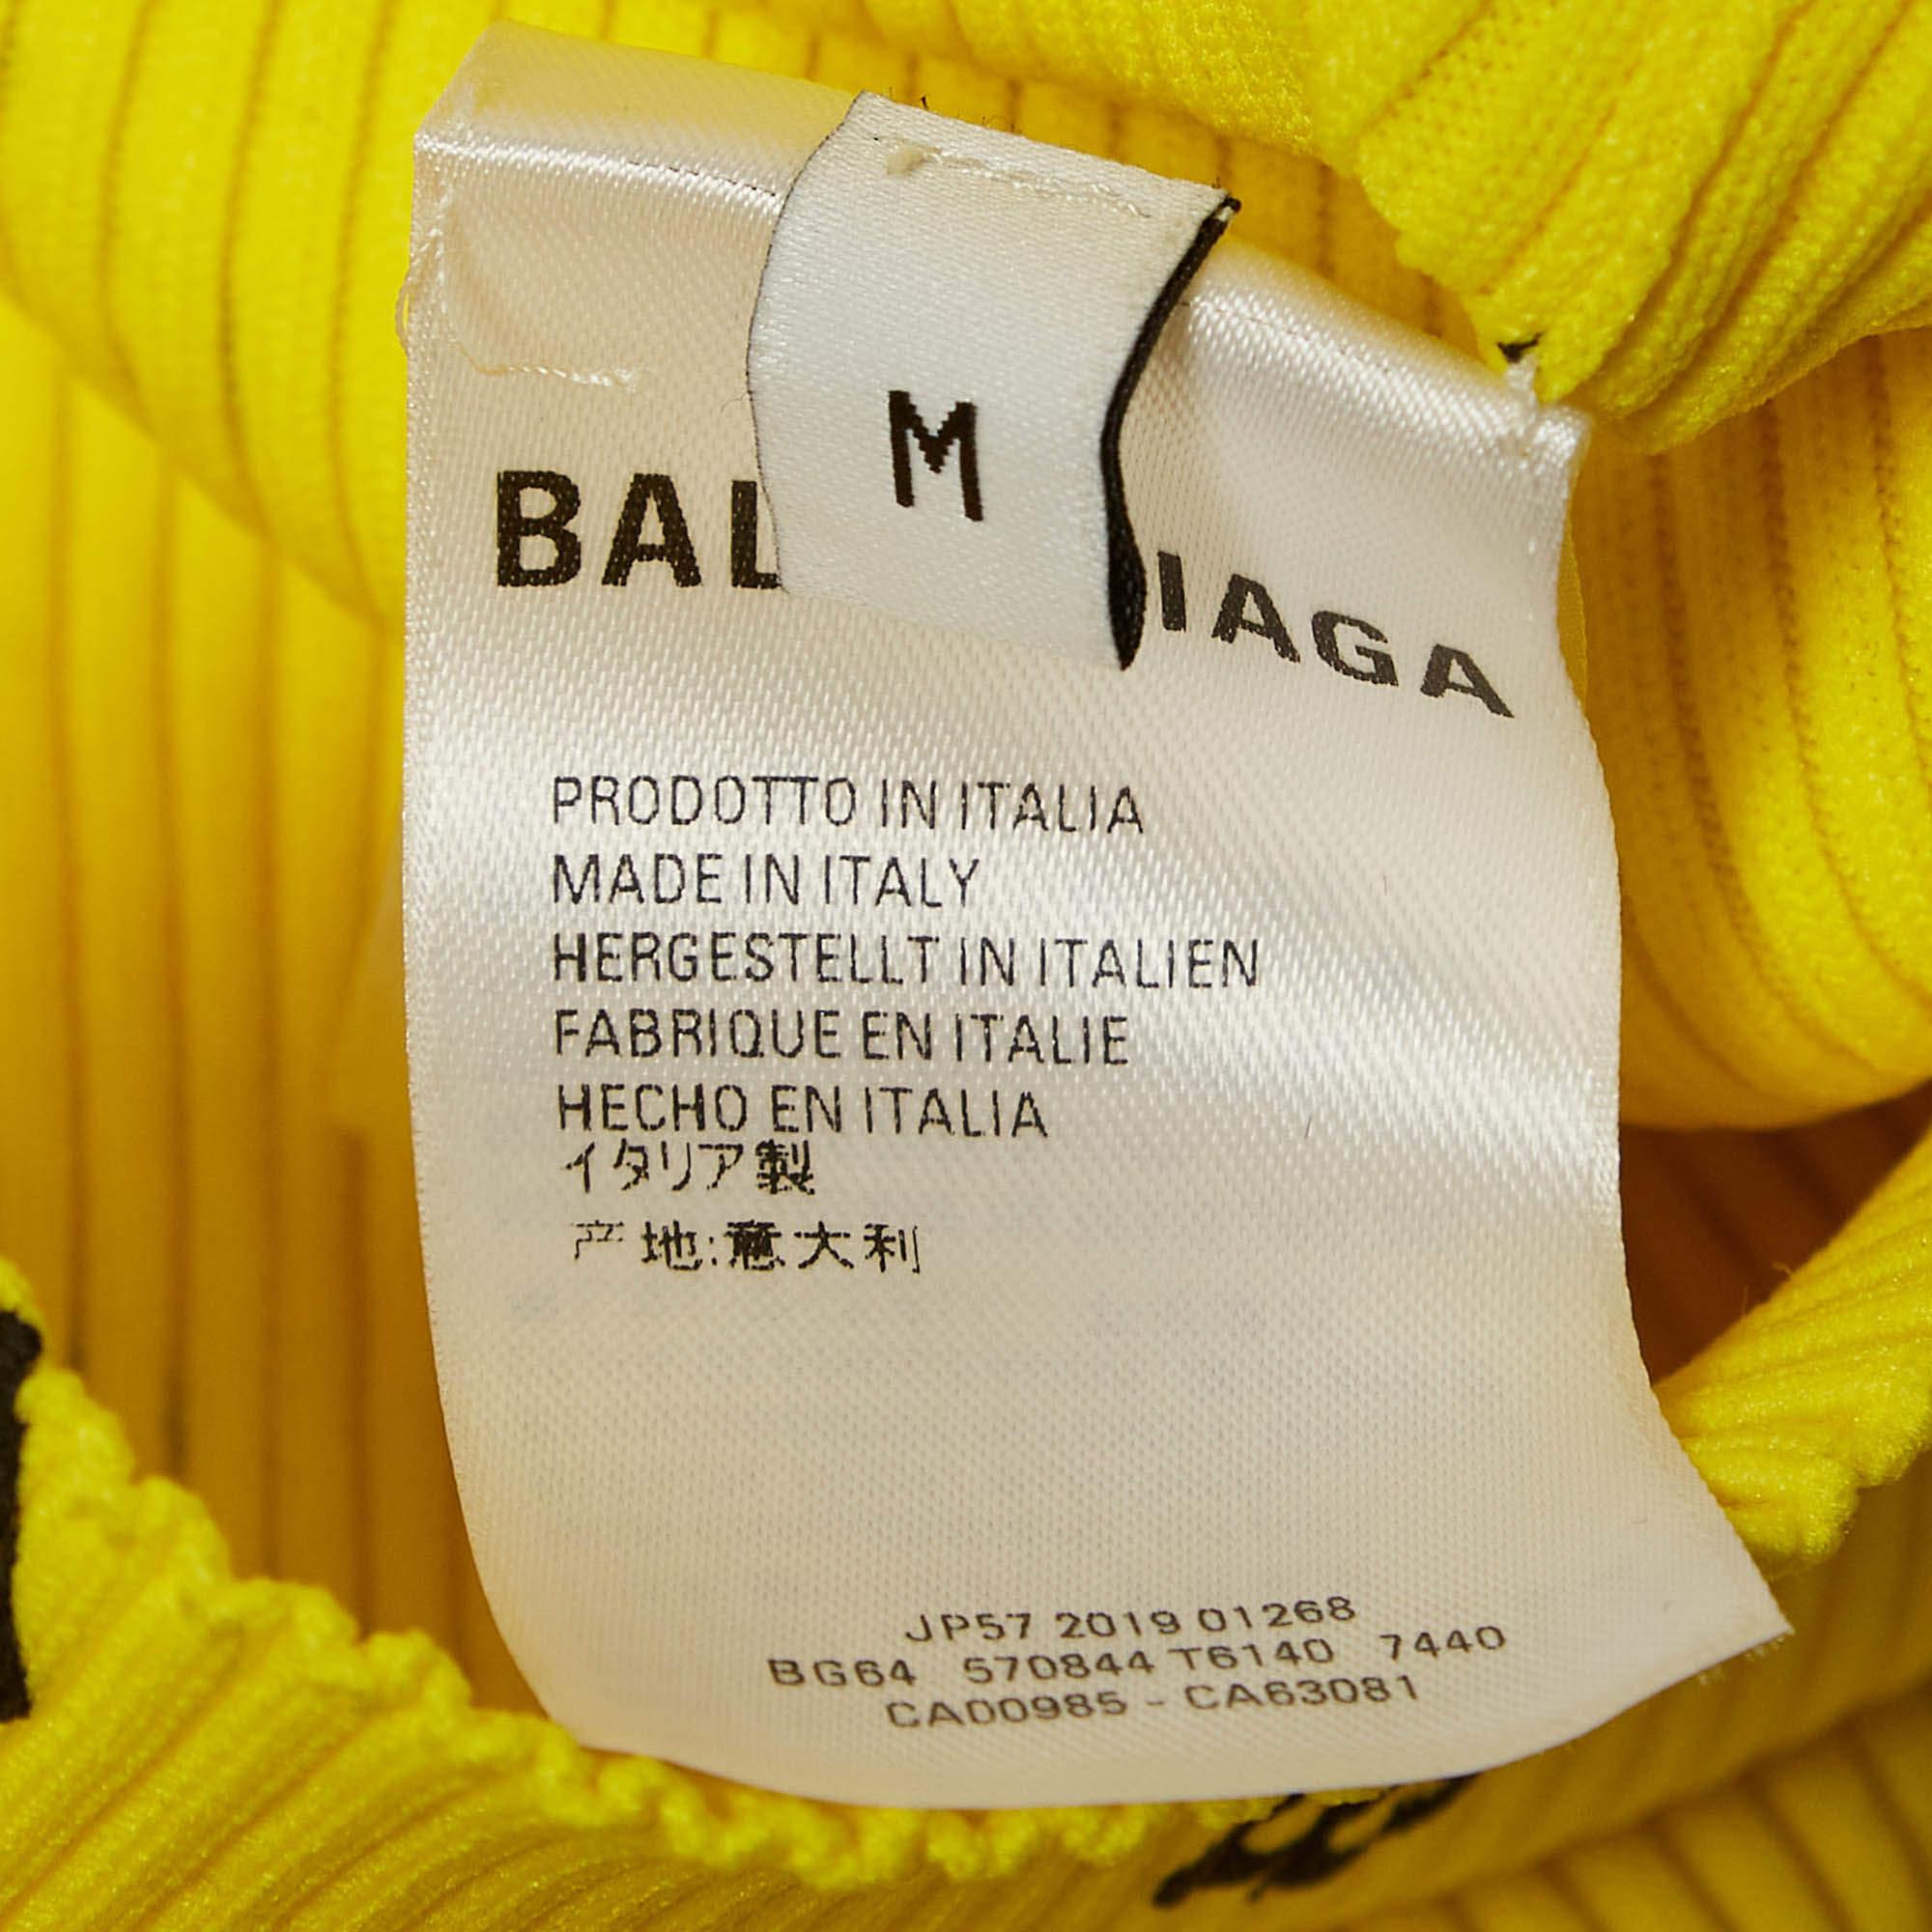 M
BAL IAGA
PRODOTTO IN ITALIA
MADE IN ITALY
HERGESTELLT IN ITALIEN
FABRIQUE EN ITALIE
HECHO EN ITALIA
イタリア製
产地:意大利
JP57 2019 01268
BG64 570844 T6140 7440
CA00985 - CA63081